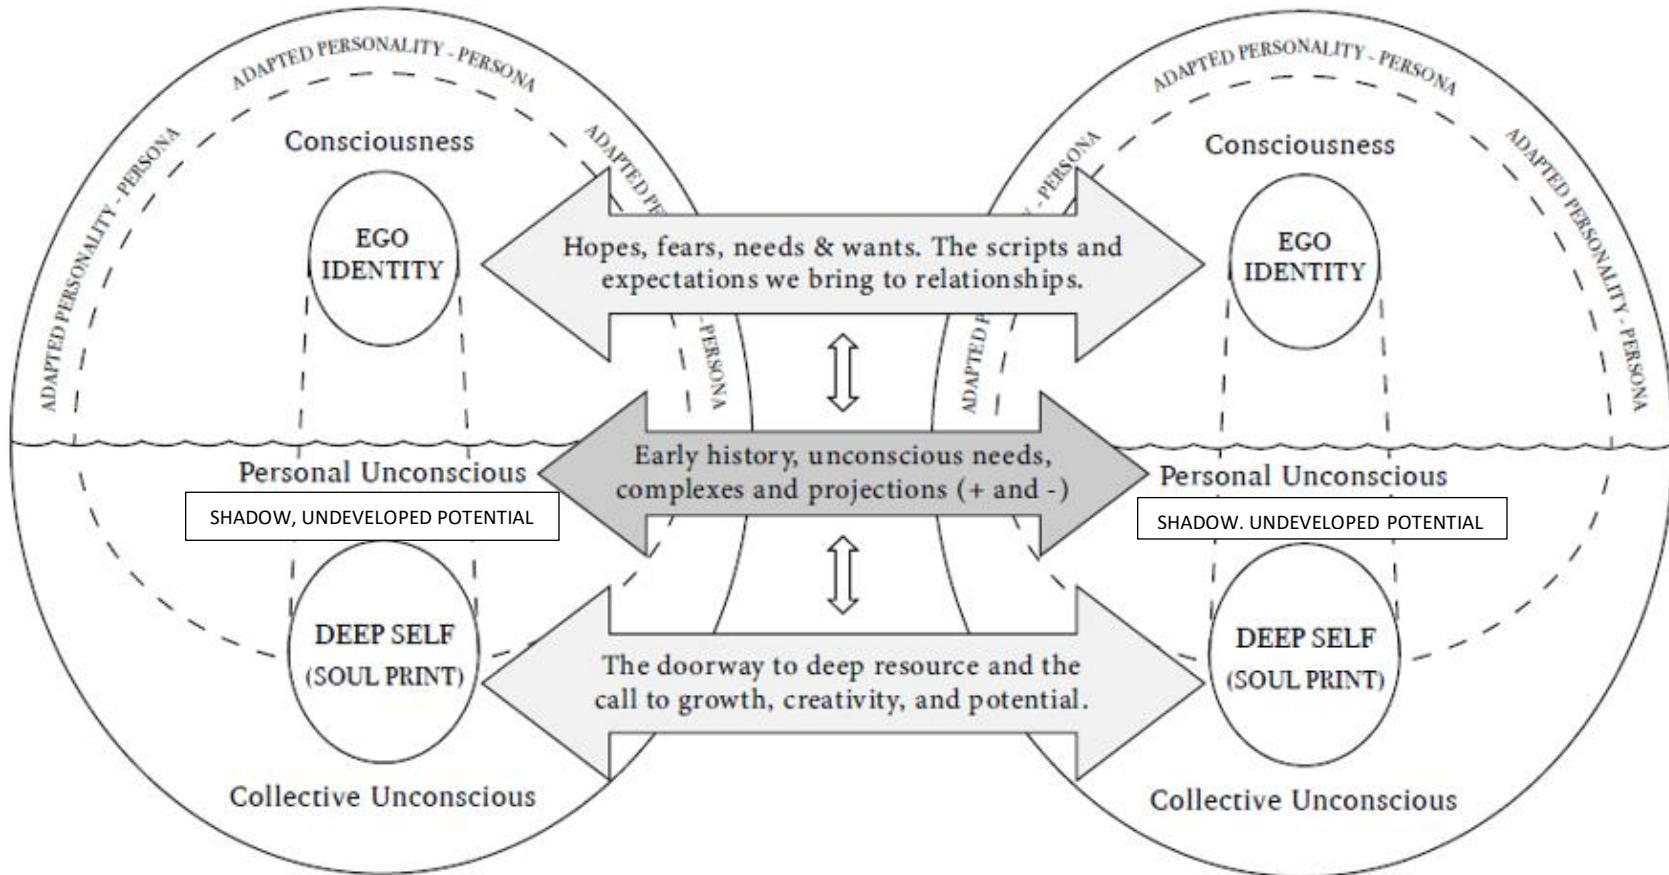 ADAPTED PERSONALITY - PERSONA
ADAPTED PERSONALITY - PERSONA
ADAPTED PE
- PERSONA
Consciousness
EGO
IDENTITY
Personal Unconscious
SHADOW, UNDEVELOPED POTENTIAL
DEEP SELF
(SOUL PRINT)
Collective Unconscious
Hopes, fears, needs & wants. The scripts and
expectations we bring to relationships.
Early history, unconscious needs,
complexes and projections (+ and -)
The doorway to deep resource and the
call to growth, creativity, and potential.
ADAPTED P
Y - PERSONA
ADAPTED PERSONALITY - PERSONA
ADAPTED PERSONALITY - PERSONA
Consciousness
EGO
IDENTITY
Personal Unconscious
SHADOW. UNDEVELOPED POTENTIAL
DEEP SELF
(SOUL PRINT)
Collective Unconscious